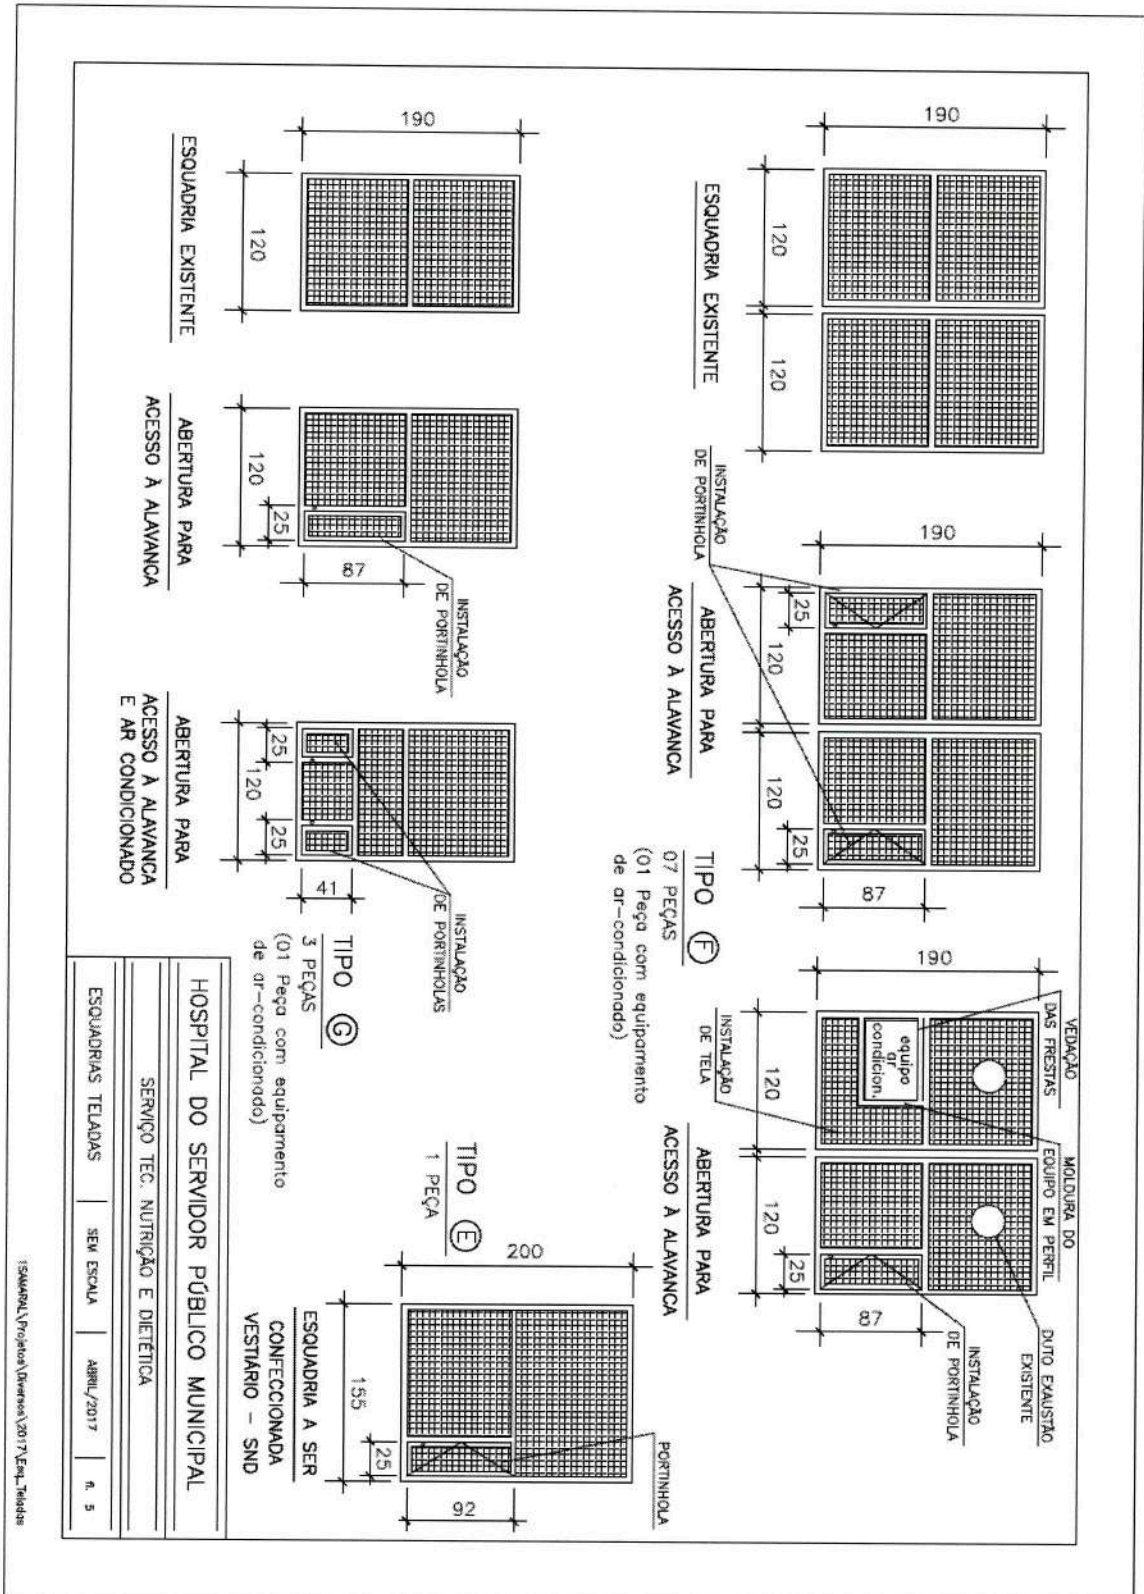 190
120
120
ESQUADRIA EXISTENTE
INSTALAÇÃO
DE PORTINHOLA
190
25
120
120
25
87
ABERTURA PARA
ACESSO À ALAVANCA
TIPO F
07 PEÇAS
(01 Peça com equipamento
de ar-condicionado)
190
VEDAÇÃO
DAS FRESTAS
MOLDURA DO
EQUIPO EM PERFIL
DUTO EXAUSTÃO
EXISTENTE
equipo
ar
condicion.
INSTALAÇÃO
DE TELA
120
120
25
87
INSTALAÇÃO
DE PORTINHOLA
ABERTURA PARA
ACESSO À ALAVANCA
190
120
ESQUADRIA EXISTENTE
120
25
87
INSTALAÇÃO
DE PORTINHOLA
ABERTURA PARA
ACESSO À ALAVANCA
25
120
25
41
INSTALAÇÃO
DE PORTINHOLAS
ABERTURA PARA
ACESSO À ALAVANCA
E AR CONDICIONADO
TIPO G
3 PEÇAS
(01 Peça com equipamento
de ar-condicionado)
TIPO E
1 PEÇA
200
155
25
92
PORTINHOLA
ESQUADRIA A SER
CONFECCIONADA
VESTIÁRIO – SND
HOSPITAL DO SERVIDOR PÚBLICO MUNICIPAL
SERVIÇO TEC. NUTRIÇÃO E DIETÉTICA
ESQUADRIAS TELADAS
SEM ESCALA
ABRIL/2017
fl. 5
ISAMARAL\Projetos\Diversos\2017\Esq_Teladas